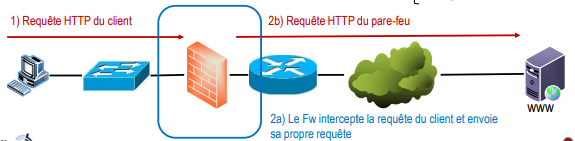 1) Requête HTTP du client
2b) Requête HTTP du pare-feu
WWW
2a) Le Fw intercepte la requête du client et envoie
sa propre requête